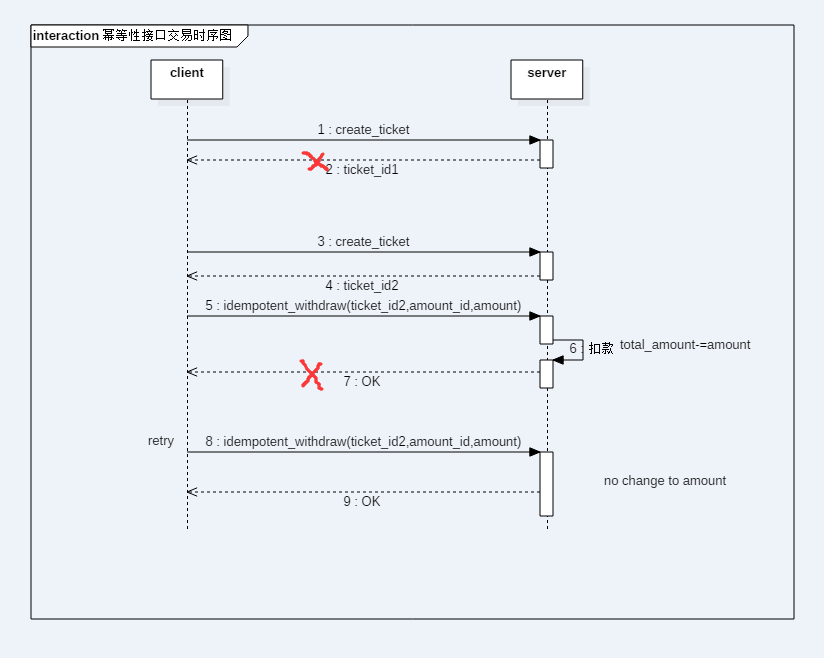 interaction 幂等性接口交易时序图
client
server
1 : create_ticket
2 : ticket_id1
3 : create_ticket
4 : ticket_id2
5 : idempotent_withdraw(ticket_id2,amount_id,amount)
6 : 扣款 total_amount-=amount
7 : OK
retry
8 : idempotent_withdraw(ticket_id2,amount_id,amount)
no change to amount
9 : OK